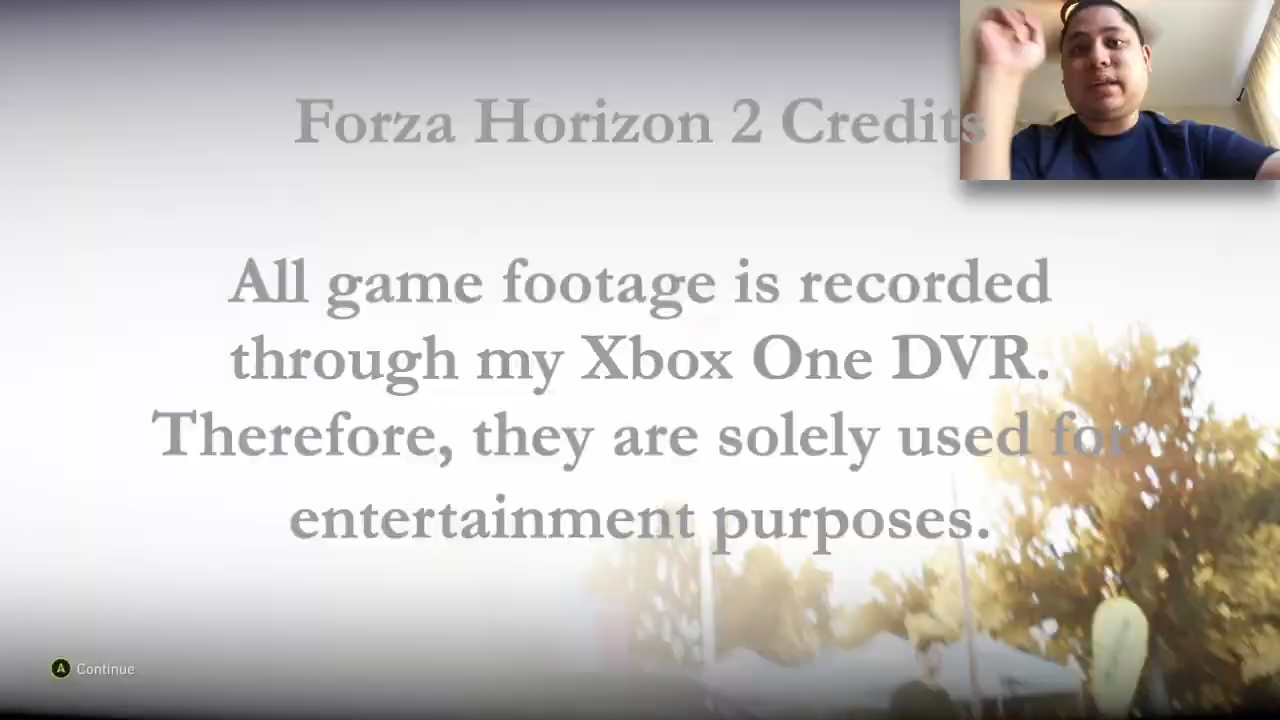 Forza Horizon 2 Credits
All game footage is recorded
through my Xbox One DVR.
Therefore, they are solely used for
entertainment purposes.
A Continue